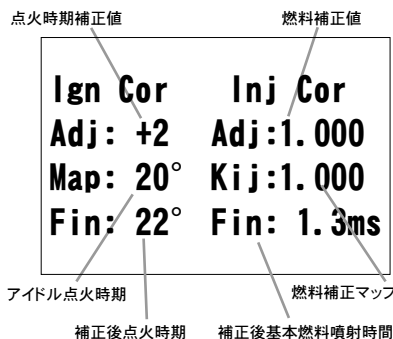 点火時期補正値 燃料補正値
Ign Cor Inj Cor
Adj: +2 Adj:1.000
Map: 20° Kij:1.000
Fin: 22° Fin: 1.3ms
アイドル点火時期 燃料補正マップ
補正後点火時期 補正後基本燃料噴射時間